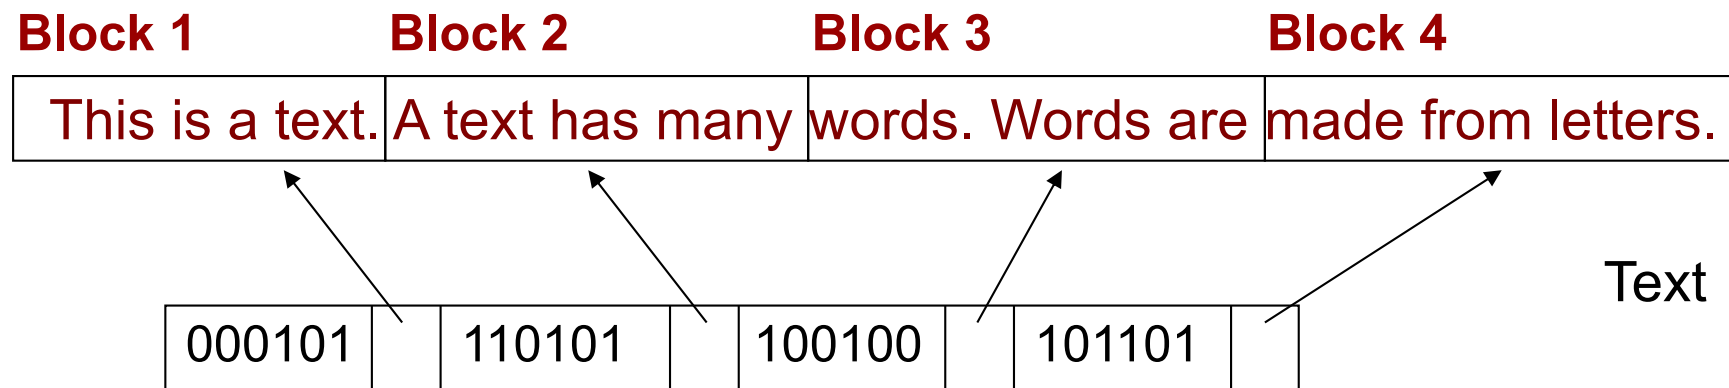 Block 1 Block 2 Block 3 Block 4
This is a text. A text has many words. Words are made from letters.
Text
000101 110101 100100 101101